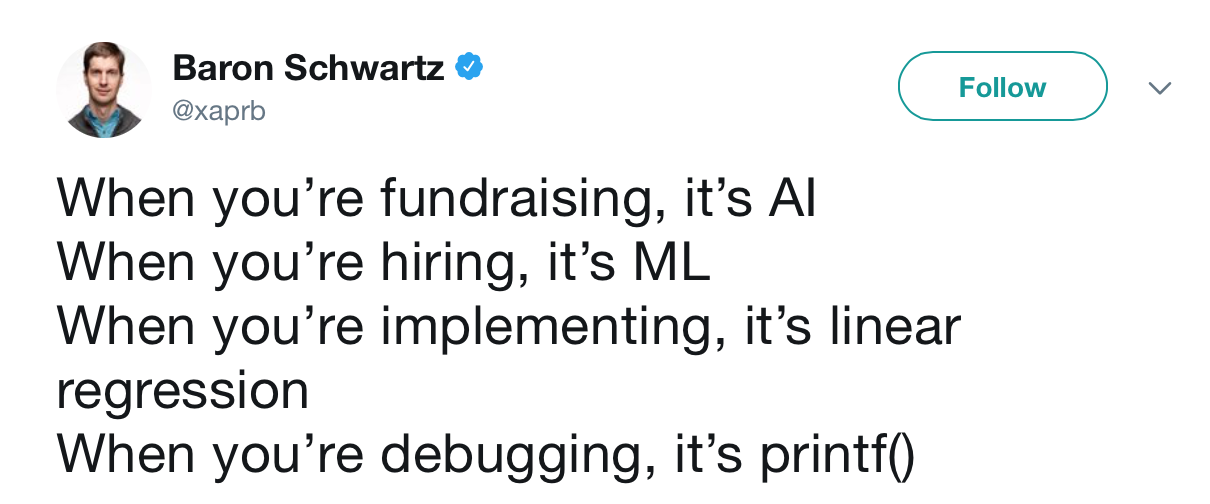 Baron Schwartz
@xaprb
Follow
When you’re fundraising, it’s AI
When you’re hiring, it’s ML
When you’re implementing, it’s linear
regression
When you’re debugging, it’s printf()